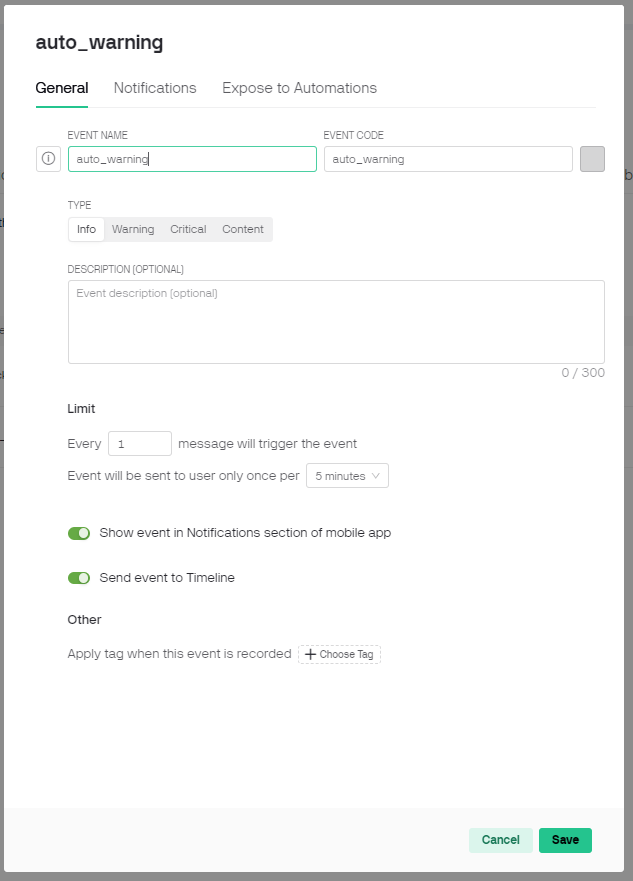 auto_warning
General Notifications Expose to Automations
EVENT NAME EVENT CODE
auto_warning auto_warning
TYPE
Info Warning Critical Content
DESCRIPTION (OPTIONAL)
Event description (optional)
0 / 300
Limit
Every 1 message will trigger the event
Event will be sent to user only once per 5 minutes
Show event in Notifications section of mobile app
Send event to Timeline
Other
Apply tag when this event is recorded + Choose Tag
Cancel Save